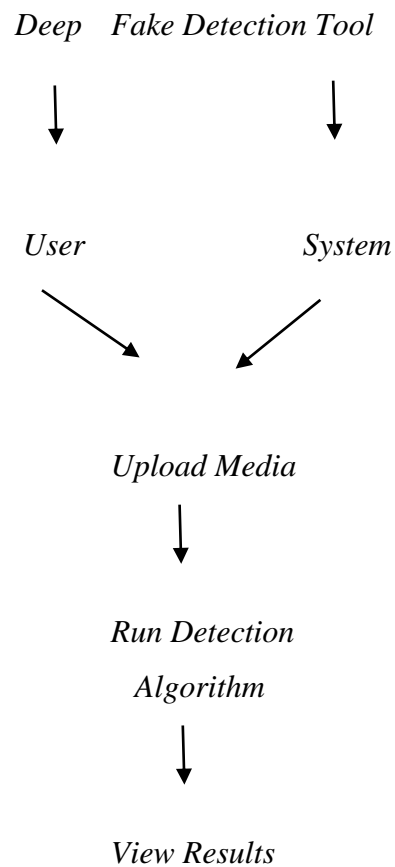 Deep Fake Detection Tool
User System
Upload Media
Run Detection
Algorithm
View Results